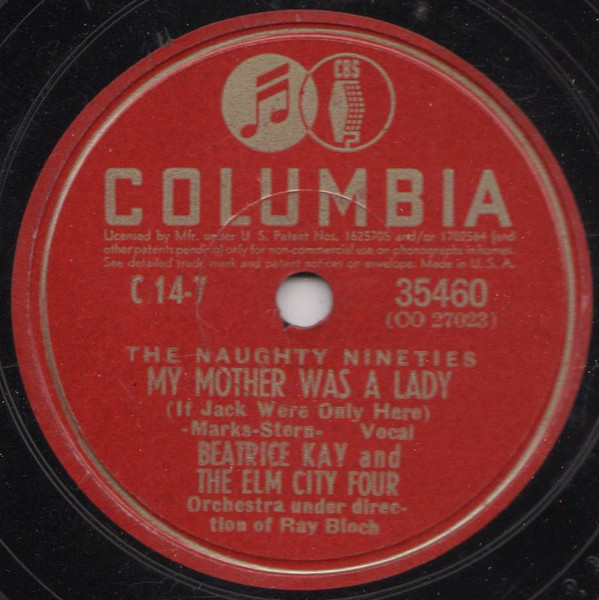 CBS
COLUMBIA
Licensed by Mfr. under U. S. Patent Nos. 1625705 and/or 1702564 (and
other patents pending) only for non-commercial use on phonographs in homes.
See detailed trade mark and patent notices on envelope. Made in U. S. A.
C 14-7 35460
(CO 27023)
THE NAUGHTY NINETIES
MY MOTHER WAS A LADY
(If Jack Were Only Here)
-Marks-Stern- Vocal
BEATRICE KAY and
THE ELM CITY FOUR
Orchestra under direc-
tion of Ray Bloch